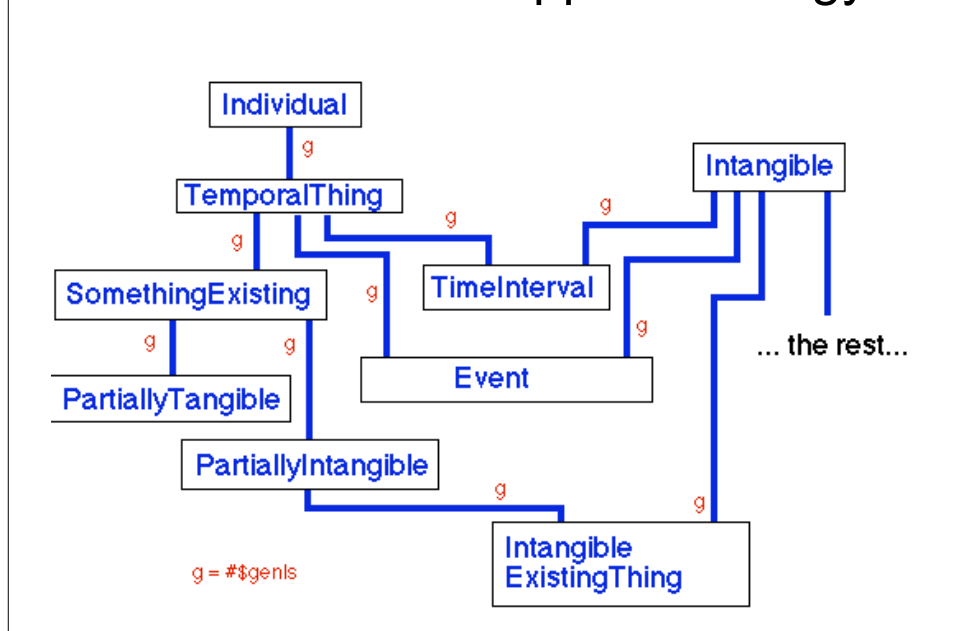 Individual
g
Intangible
TemporalThing
g
g
g
SomethingExisting
TimeInterval
g
g
g
g
... the rest...
Event
PartiallyTangible
PartiallyIntangible
g
g
Intangible
ExistingThing
g = #$genls